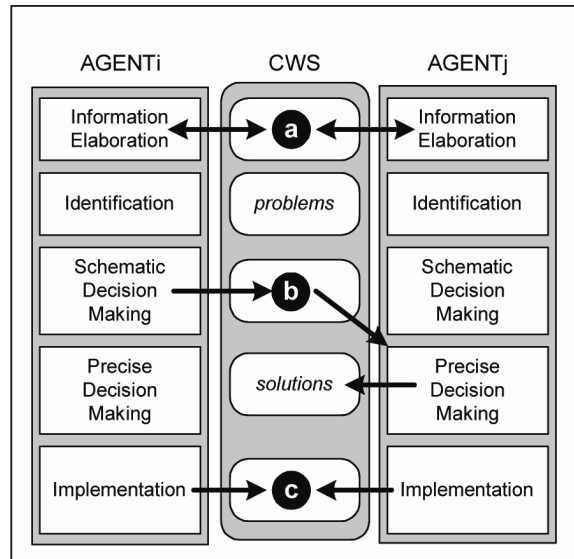 AGENTi CWS AGENTj
Information
Elaboration
a
Information
Elaboration
Identification
problems
Identification
Schematic
Decision
Making
b
Schematic
Decision
Making
Precise
Decision
Making
solutions
Precise
Decision
Making
Implementation
c
Implementation